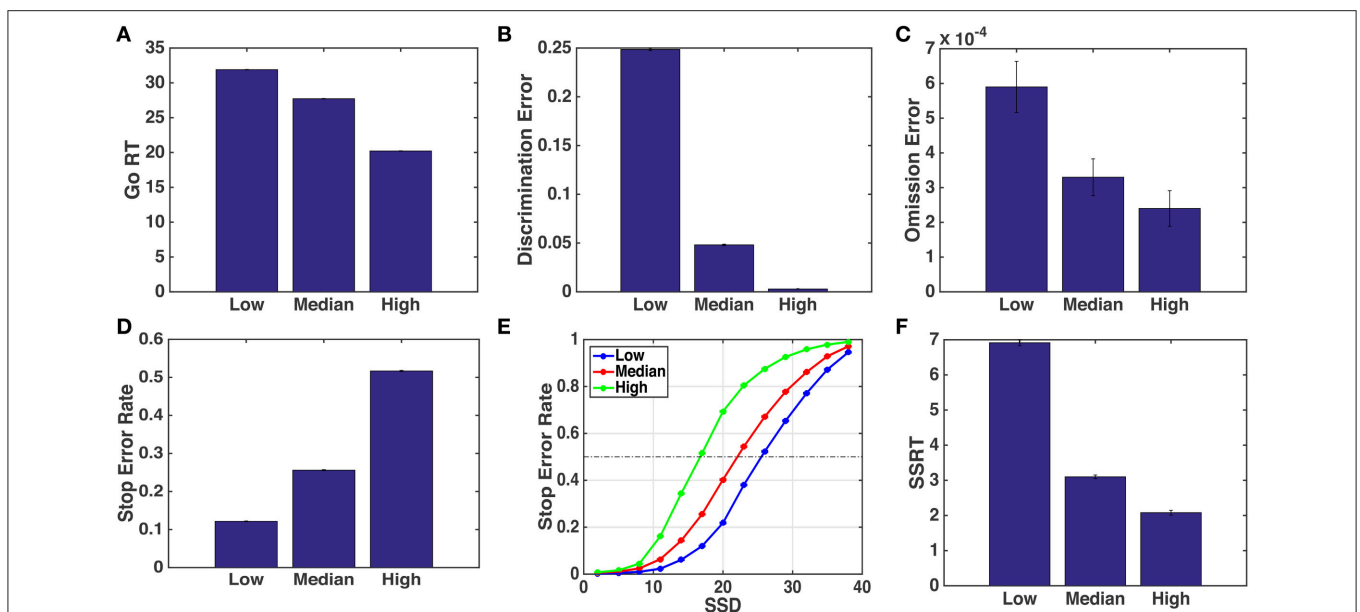 A
35
30
25
20
15
10
5
0
Go RT
Low Median High
B
0.25
0.2
0.15
0.1
0.05
0
Discrimination Error
Low Median High
C
7 × 10⁻⁴
6
5
4
3
2
1
0
Omission Error
Low Median High
D
0.6
0.5
0.4
0.3
0.2
0.1
0
Stop Error Rate
Low Median High
E
1
0.8
0.6
0.4
0.2
0
Stop Error Rate
Low
Median
High
0 10 20 30 40
SSD
F
7
6
5
4
3
2
1
0
SSRT
Low Median High